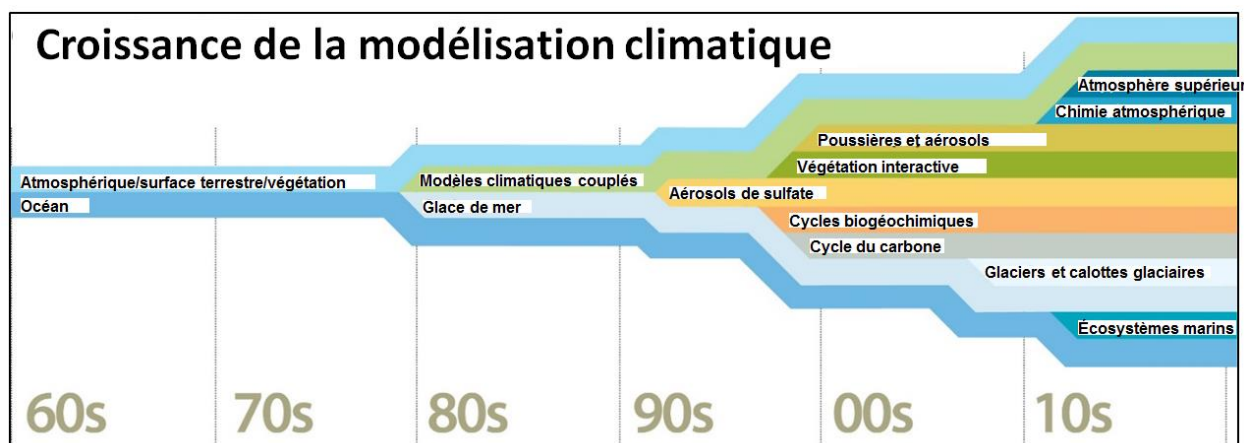 Croissance de la modélisation climatique
Atmosphère supérieur
Chimie atmosphérique
Poussières et aérosols
Atmosphérique/surface terrestre/végétation
Modèles climatiques couplés
Végétation interactive
Aérosols de sulfate
Océan
Glace de mer
Cycles biogéochimiques
Cycle du carbone
Glaciers et calottes glaciaires
Écosystèmes marins
60s
70s
80s
90s
00s
10s